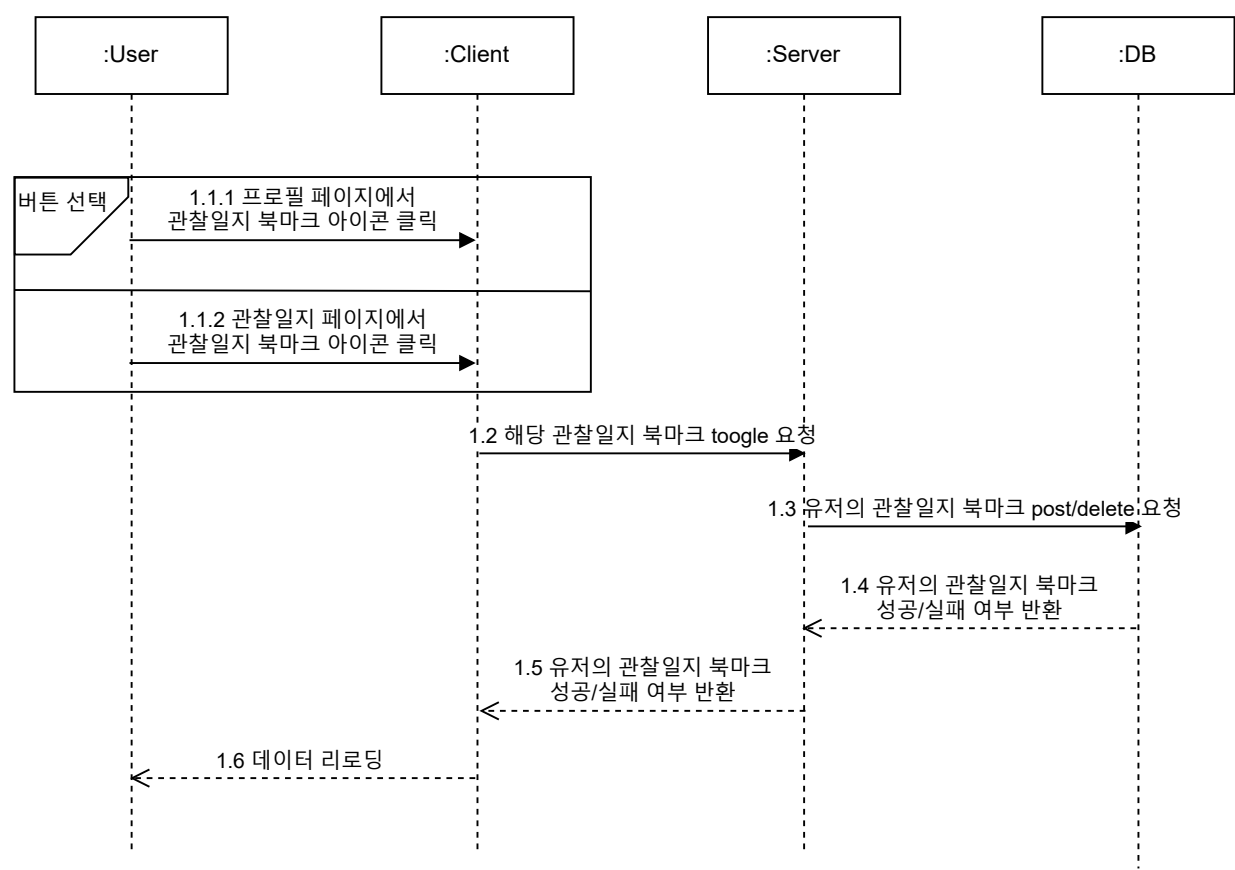 :User
:Client
:Server
:DB
버튼 선택
1.1.1 프로필 페이지에서
관찰일지 북마크 아이콘 클릭
1.1.2 관찰일지 페이지에서
관찰일지 북마크 아이콘 클릭
1.2 해당 관찰일지 북마크 toogle 요청
1.3 유저의 관찰일지 북마크 post/delete 요청
1.4 유저의 관찰일지 북마크
성공/실패 여부 반환
1.5 유저의 관찰일지 북마크
성공/실패 여부 반환
1.6 데이터 리로딩